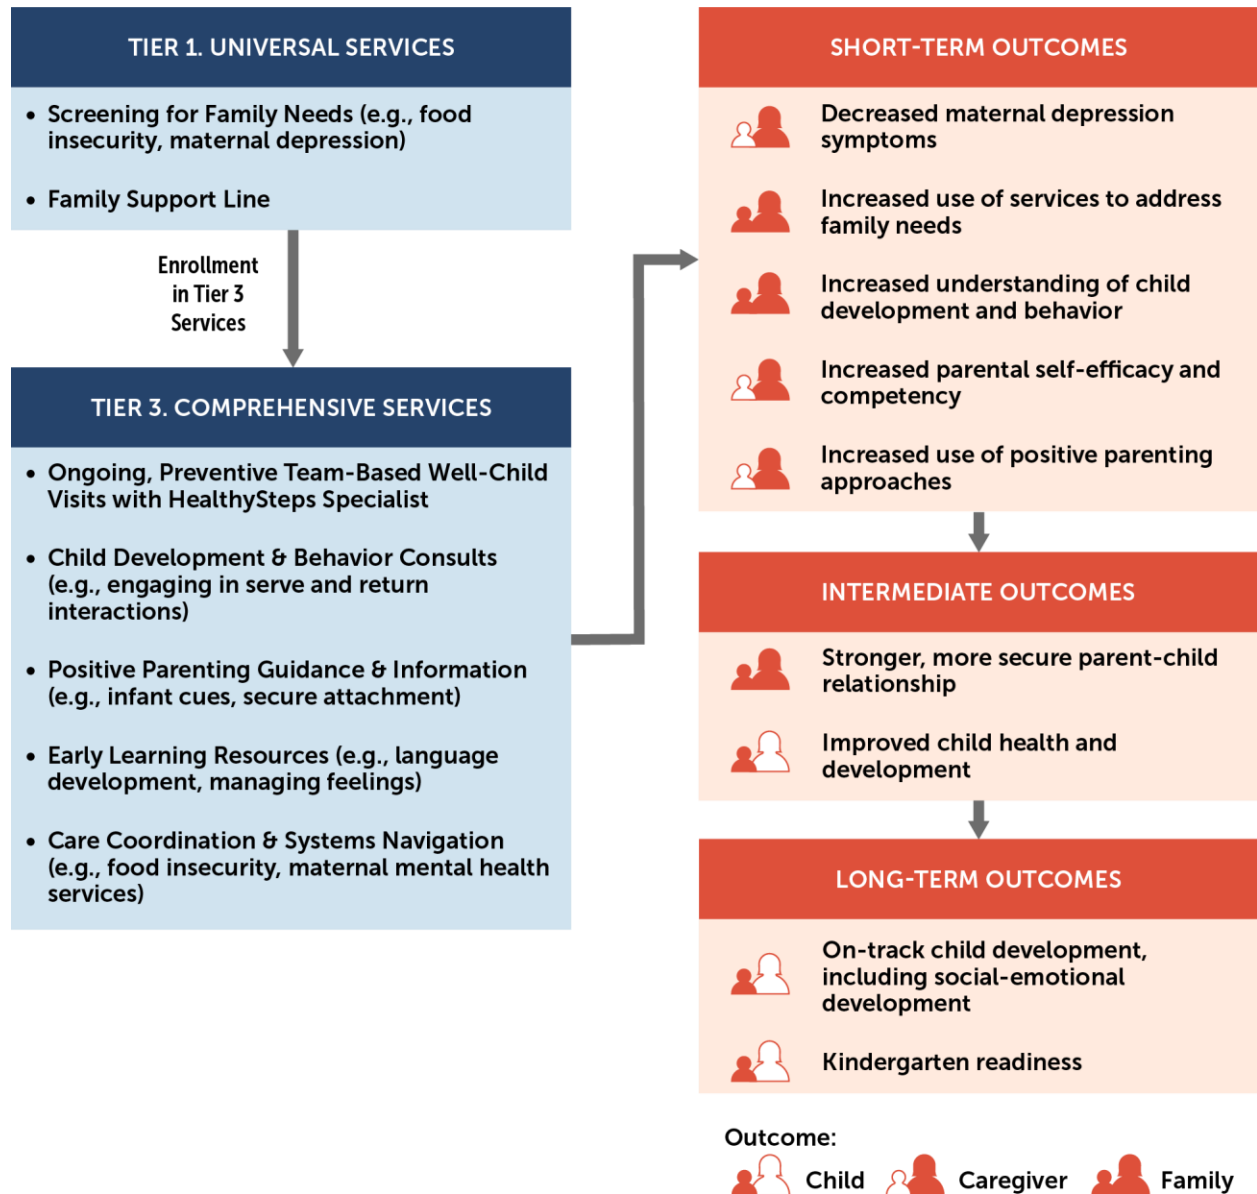 TIER 1. UNIVERSAL SERVICES
• Screening for Family Needs (e.g., food
insecurity, maternal depression)
• Family Support Line
Enrollment
in Tier 3
Services
TIER 3. COMPREHENSIVE SERVICES
• Ongoing, Preventive Team-Based Well-Child
Visits with HealthySteps Specialist
• Child Development & Behavior Consults
(e.g., engaging in serve and return
interactions)
• Positive Parenting Guidance & Information
(e.g., infant cues, secure attachment)
• Early Learning Resources (e.g., language
development, managing feelings)
• Care Coordination & Systems Navigation
(e.g., food insecurity, maternal mental health
services)
SHORT-TERM OUTCOMES
Decreased maternal depression
symptoms
Increased use of services to address
family needs
Increased understanding of child
development and behavior
Increased parental self-efficacy and
competency
Increased use of positive parenting
approaches
INTERMEDIATE OUTCOMES
Stronger, more secure parent-child
relationship
Improved child health and
development
LONG-TERM OUTCOMES
On-track child development,
including social-emotional
development
Kindergarten readiness
Outcome:
Child Caregiver Family